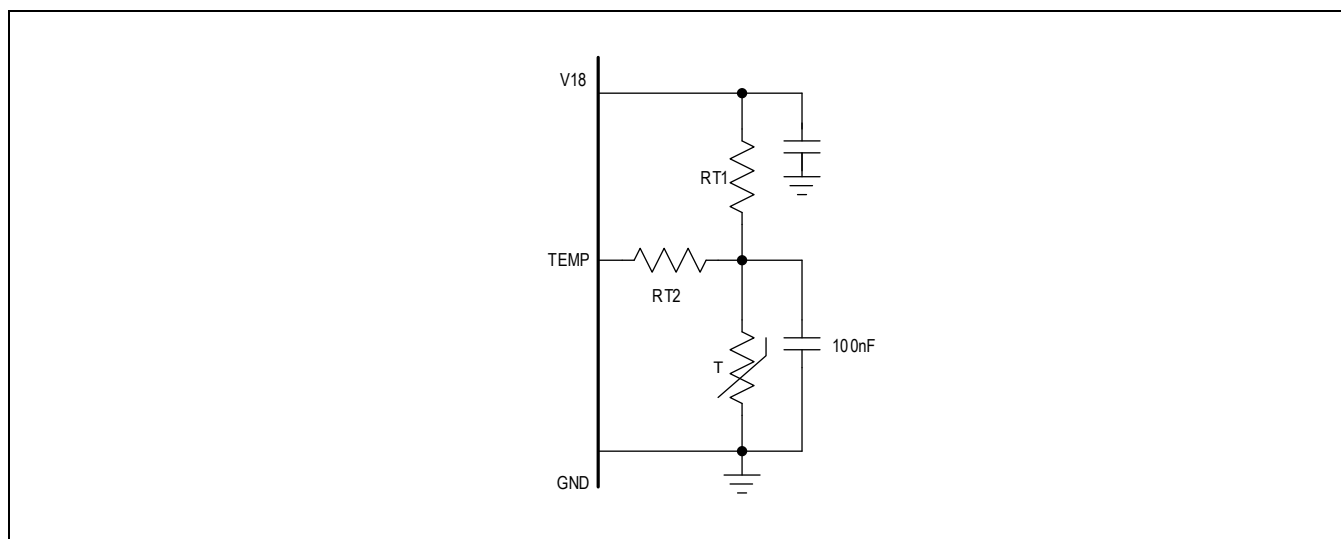 V18
RT1
TEMP
RT2
T
100nF
GND